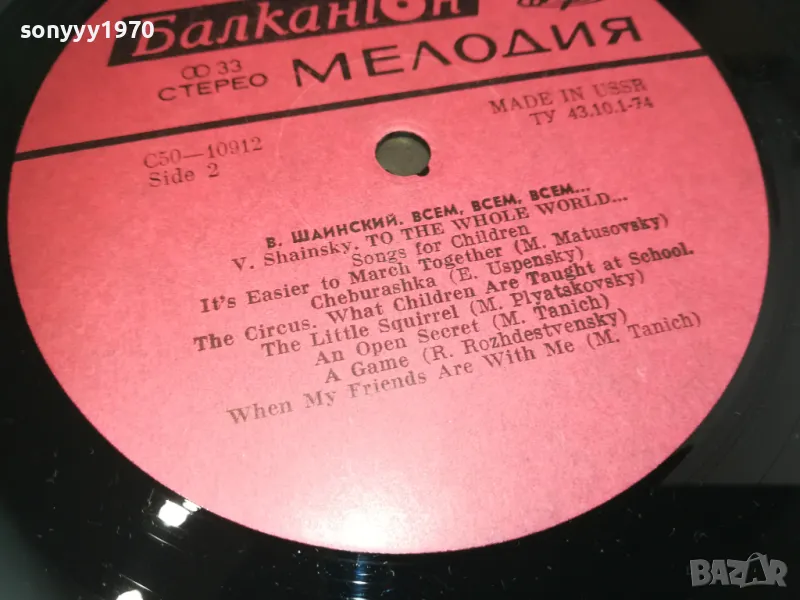 sonyyy1970
Балкантон
33
СТЕРЕО МЕЛОДИЯ
MADE IN USSR
ТУ 43.10.1-74
С50—10912
Side 2
В. ШАИНСКИЙ. ВСЕМ, ВСЕМ, ВСЕМ...
V. Shainsky. TO THE WHOLE WORLD...
Songs for Children
It's Easier to March Together (M. Matusovsky)
Cheburashka (E. Uspensky)
The Circus. What Children Are Taught at School.
The Little Squirrel (M. Plyatskovsky)
An Open Secret (M. Tanich)
A Game (R. Rozhdestvensky)
When My Friends Are With Me (M. Tanich)
BAZAR